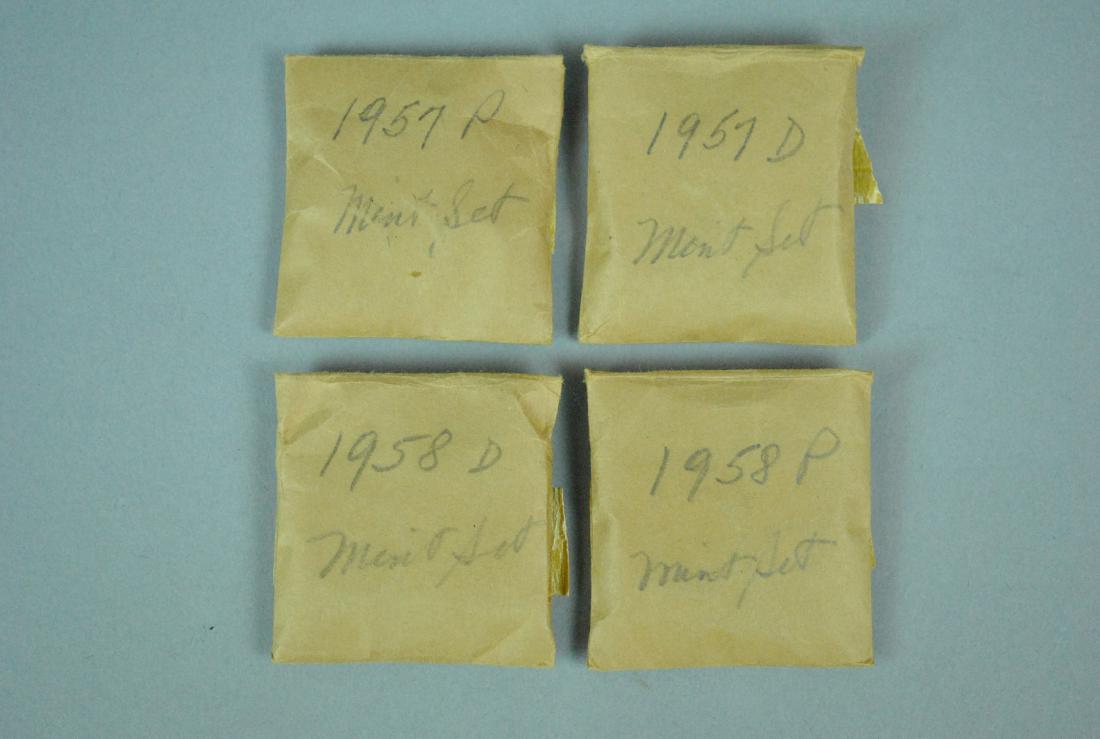 1957 P
Mint Set
1957 D
Mint Set
1958 D
Mint Set
1958 P
Mint Set